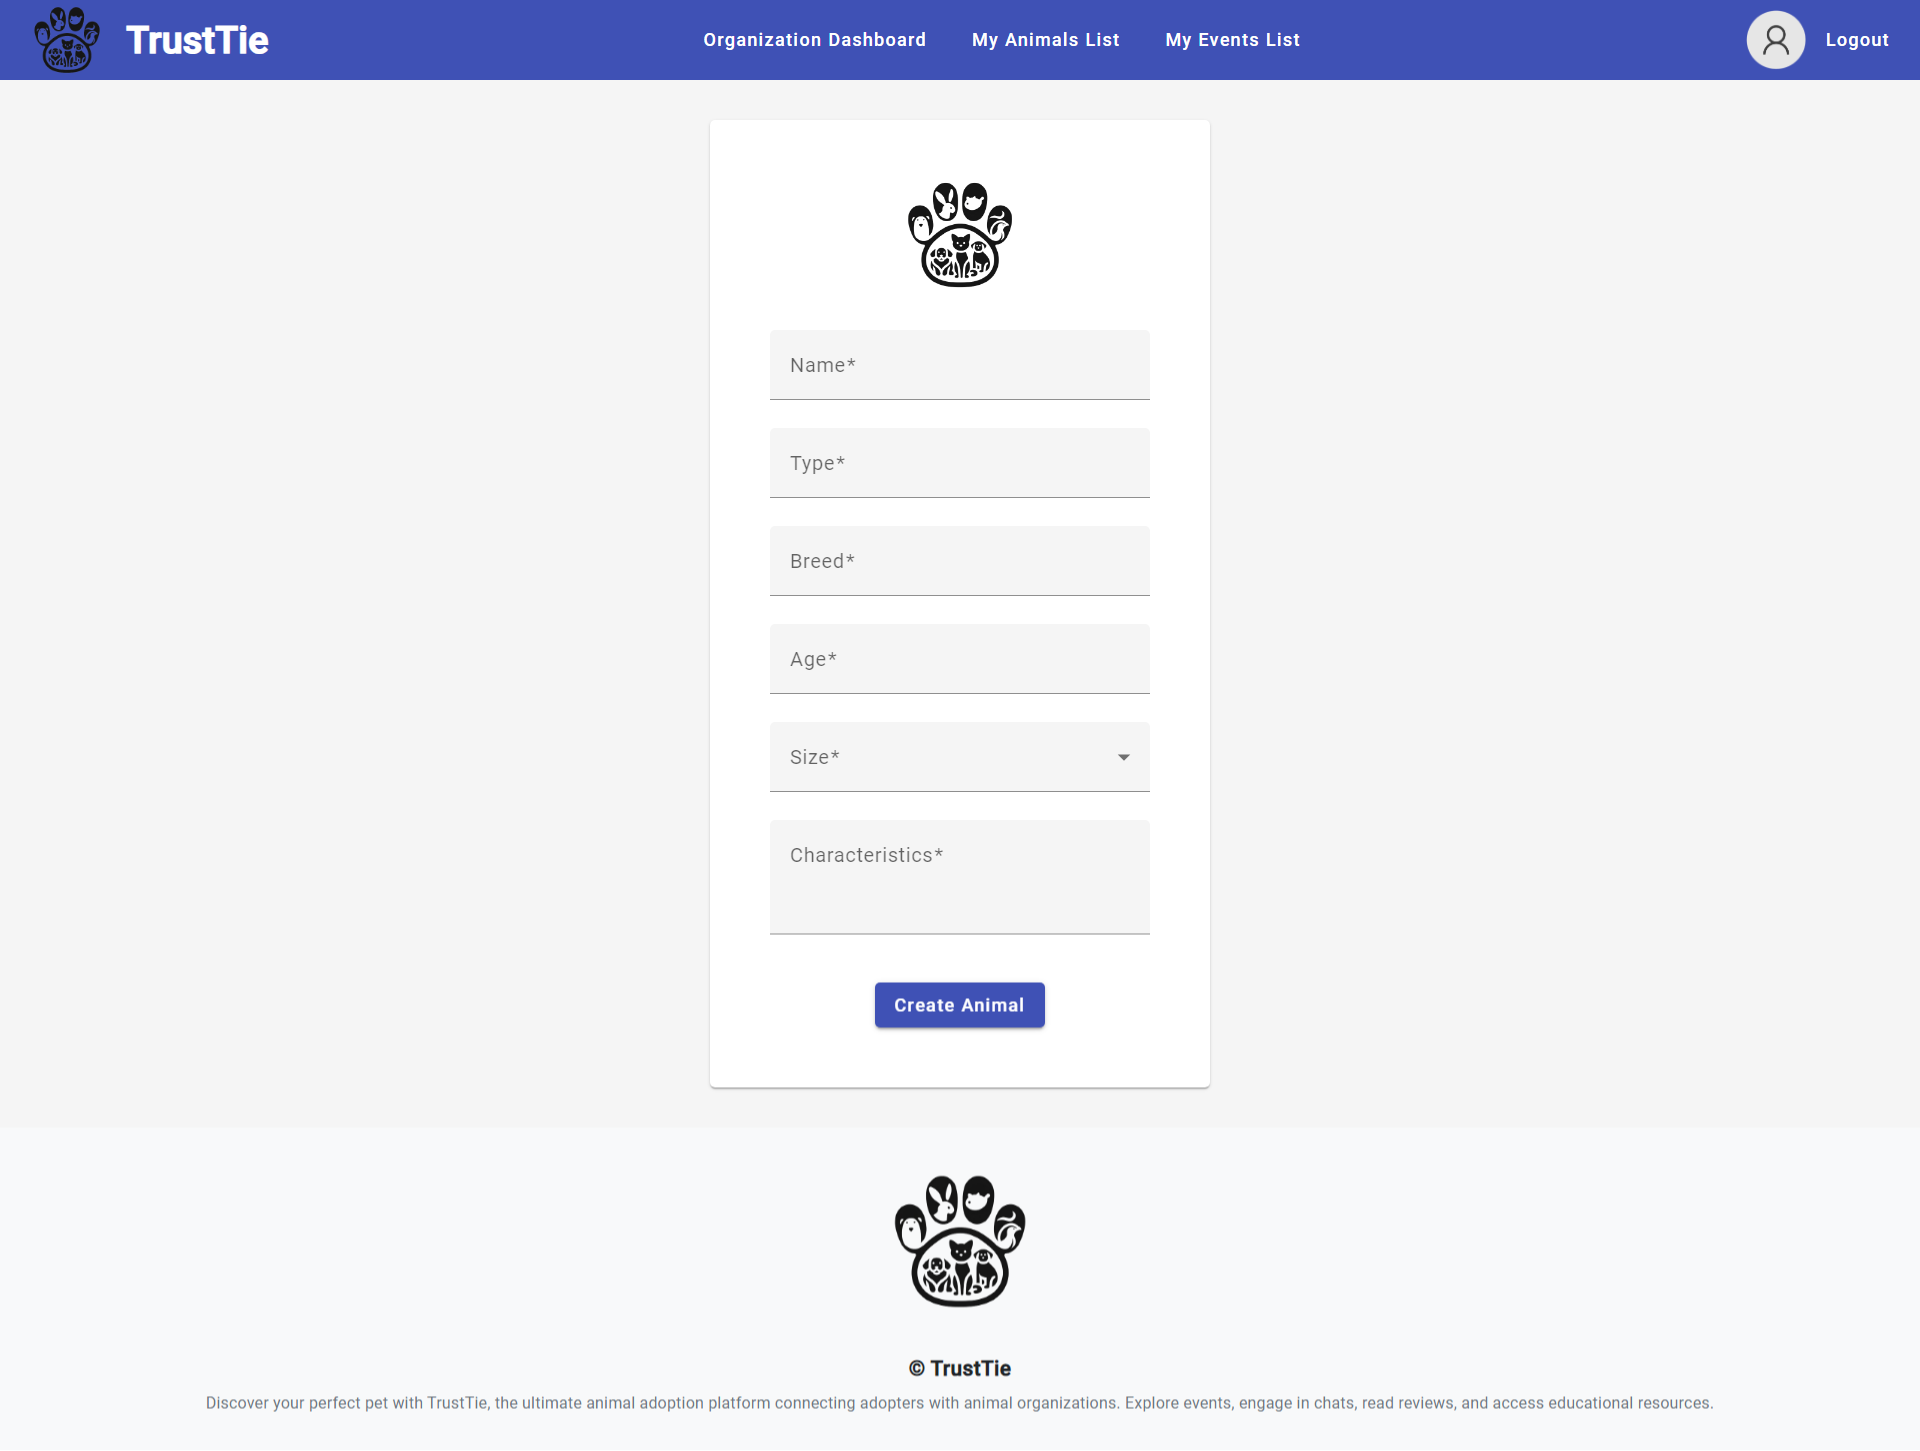 TrustTie
Organization Dashboard
My Animals List
My Events List
Logout
Name*
Type*
Breed*
Age*
Size*
Characteristics*
Create Animal
© TrustTie
Discover your perfect pet with TrustTie, the ultimate animal adoption platform connecting adopters with animal organizations. Explore events, engage in chats, read reviews, and access educational resources.